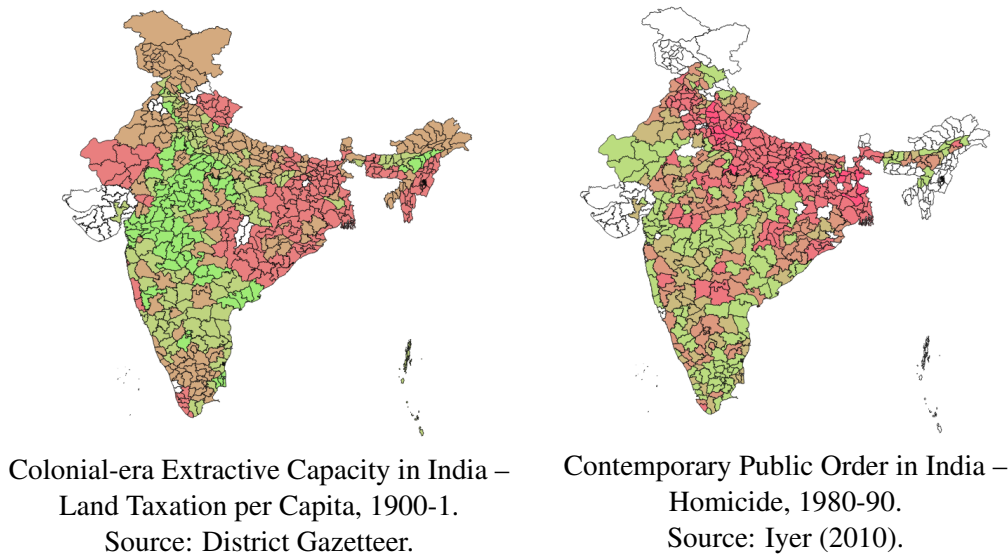 Colonial-era Extractive Capacity in India –
Land Taxation per Capita, 1900-1.
Source: District Gazetteer.
Contemporary Public Order in India –
Homicide, 1980-90.
Source: Iyer (2010).